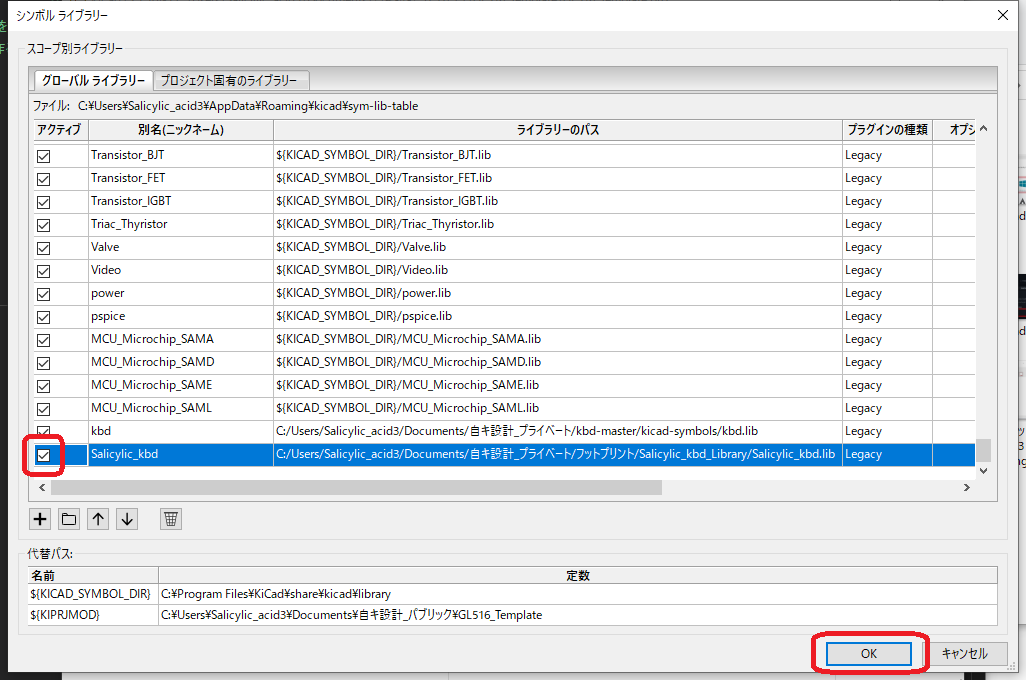 シンボル ライブラリー
スコープ別ライブラリー
グローバル ライブラリー プロジェクト固有のライブラリー
ファイル: C:¥Users¥Salicylic_acid3¥AppData¥Roaming¥kicad¥sym-lib-table
アクティブ 別名(ニックネーム) ライブラリーのパス プラグインの種類 オプシ
Transistor_BJT ${KICAD_SYMBOL_DIR}/Transistor_BJT.lib Legacy
Transistor_FET ${KICAD_SYMBOL_DIR}/Transistor_FET.lib Legacy
Transistor_IGBT ${KICAD_SYMBOL_DIR}/Transistor_IGBT.lib Legacy
Triac_Thyristor ${KICAD_SYMBOL_DIR}/Triac_Thyristor.lib Legacy
Valve ${KICAD_SYMBOL_DIR}/Valve.lib Legacy
Video ${KICAD_SYMBOL_DIR}/Video.lib Legacy
power ${KICAD_SYMBOL_DIR}/power.lib Legacy
pspice ${KICAD_SYMBOL_DIR}/pspice.lib Legacy
MCU_Microchip_SAMA ${KICAD_SYMBOL_DIR}/MCU_Microchip_SAMA.lib Legacy
MCU_Microchip_SAMD ${KICAD_SYMBOL_DIR}/MCU_Microchip_SAMD.lib Legacy
MCU_Microchip_SAME ${KICAD_SYMBOL_DIR}/MCU_Microchip_SAME.lib Legacy
MCU_Microchip_SAML ${KICAD_SYMBOL_DIR}/MCU_Microchip_SAML.lib Legacy
kbd C:/Users/Salicylic_acid3/Documents/自キ設計_プライベート/kbd-master/kicad-symbols/kbd.lib Legacy
Salicylic_kbd C:/Users/Salicylic_acid3/Documents/自キ設計_プライベート/フットプリント/Salicylic_kbd_Library/Salicylic_kbd.lib Legacy
代替パス:
名前 定数
${KICAD_SYMBOL_DIR} C:¥Program Files¥KiCad¥share¥kicad¥library
${KIPRJMOD} C:¥Users¥Salicylic_acid3¥Documents¥自キ設計_パブリック¥GL516_Template
OK キャンセル